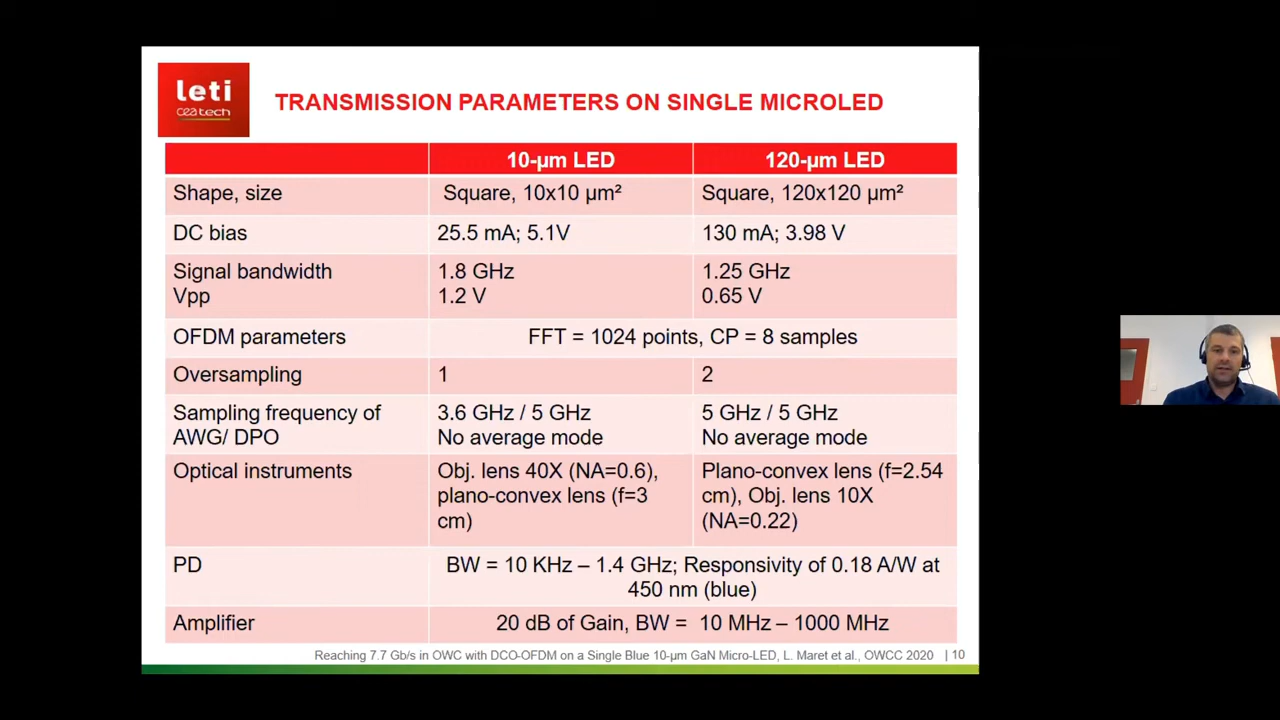 leti
ceatech
TRANSMISSION PARAMETERS ON SINGLE MICROLED
10-µm LED
120-µm LED
Shape, size
Square, 10x10 µm²
Square, 120x120 µm²
DC bias
25.5 mA; 5.1V
130 mA; 3.98 V
Signal bandwidth
Vpp
1.8 GHz
1.2 V
1.25 GHz
0.65 V
OFDM parameters
FFT = 1024 points, CP = 8 samples
Oversampling
1
2
Sampling frequency of
AWG/ DPO
3.6 GHz / 5 GHz
No average mode
5 GHz / 5 GHz
No average mode
Optical instruments
Obj. lens 40X (NA=0.6),
plano-convex lens (f=3
cm)
Plano-convex lens (f=2.54
cm), Obj. lens 10X
(NA=0.22)
PD
BW = 10 KHz – 1.4 GHz; Responsivity of 0.18 A/W at
450 nm (blue)
Amplifier
20 dB of Gain, BW = 10 MHz – 1000 MHz
Reaching 7.7 Gb/s in OWC with DCO-OFDM on a Single Blue 10-µm GaN Micro-LED, L. Maret et al., OWCC 2020 | 10